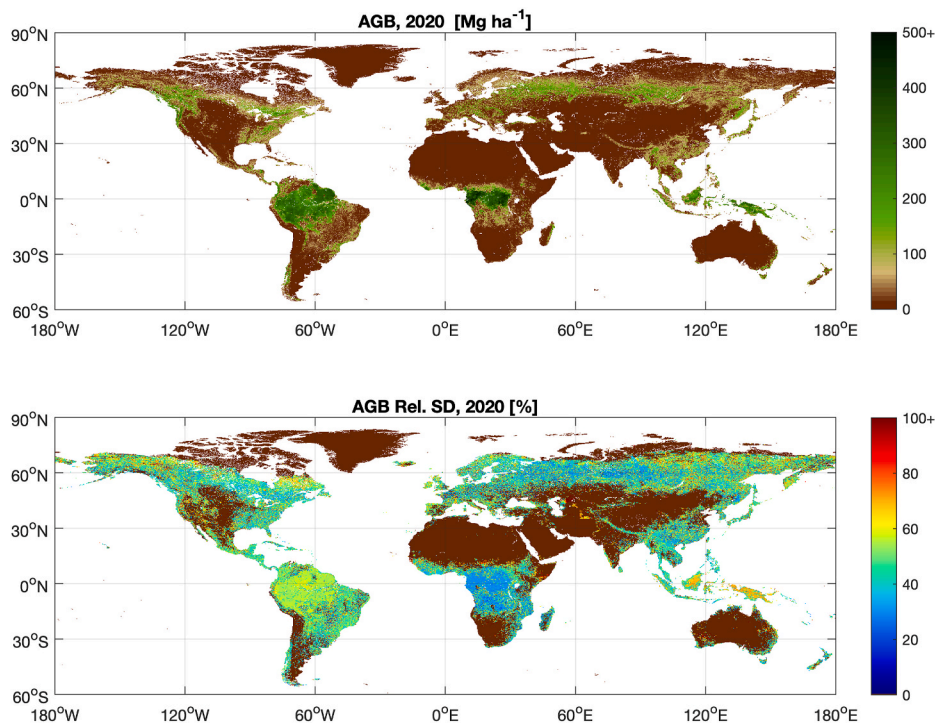 AGB, 2020 [Mg ha⁻¹]
90°N
60°N
30°N
0°N
30°S
60°S
180°W
120°W
60°W
0°E
60°E
120°E
180°E
500+
400
300
200
100
0
AGB Rel. SD, 2020 [%]
90°N
60°N
30°N
0°N
30°S
60°S
180°W
120°W
60°W
0°E
60°E
120°E
180°E
100+
80
60
40
20
0